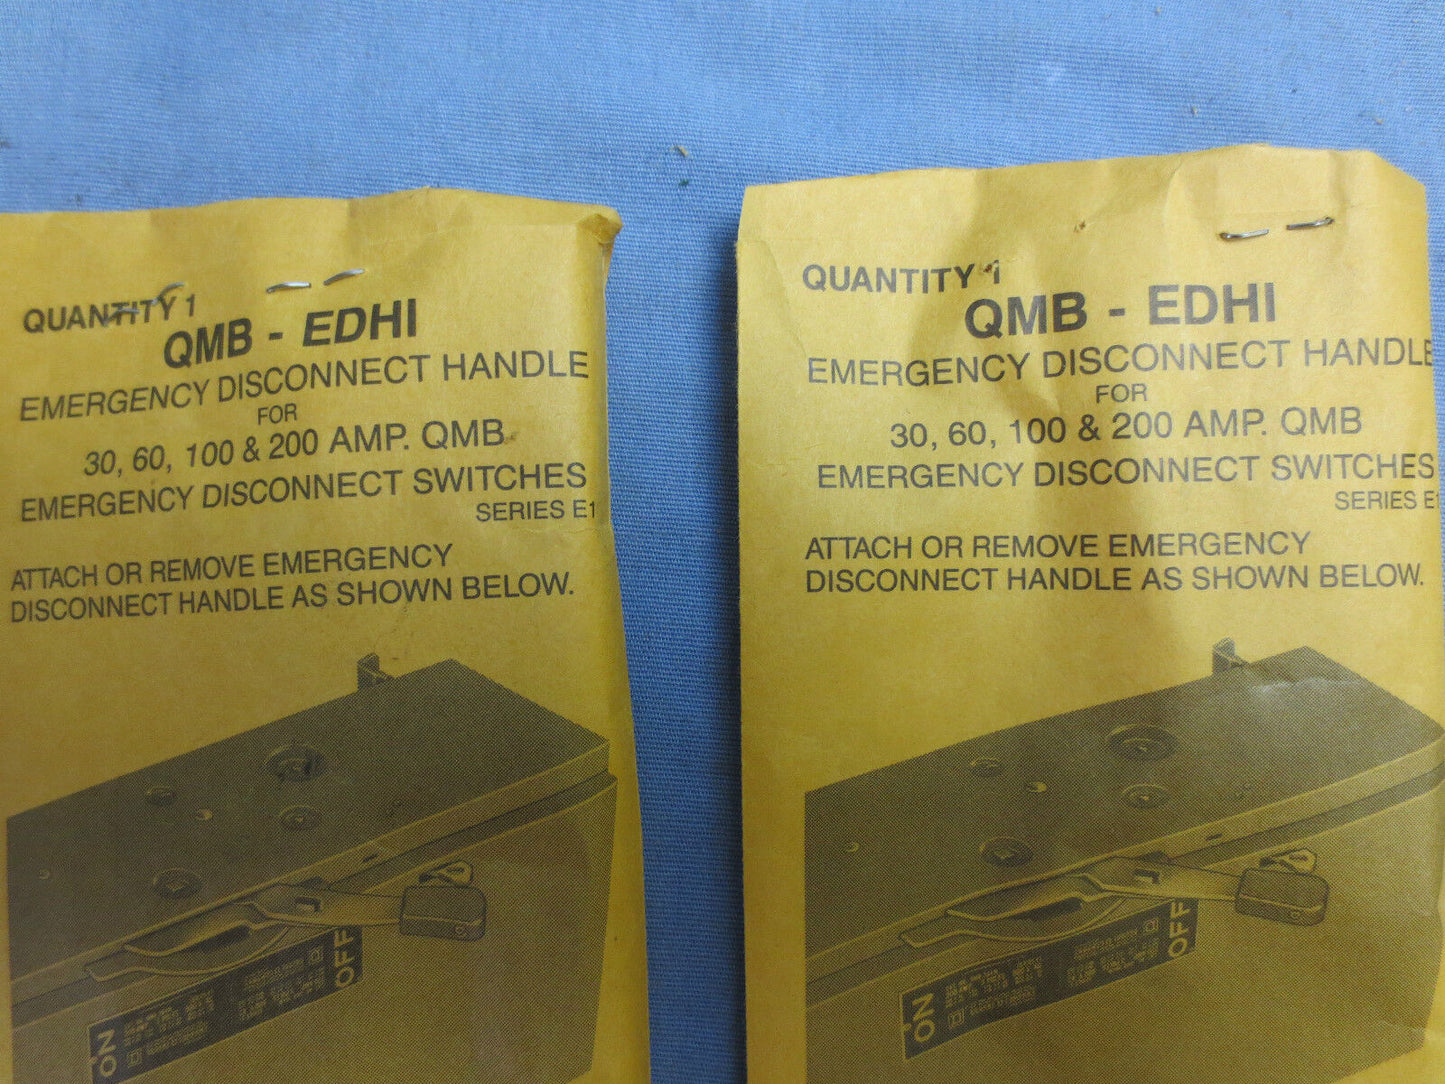 QUANTITY 1
QMB - EDHI
EMERGENCY DISCONNECT HANDLE
FOR
30, 60, 100 & 200 AMP. QMB
EMERGENCY DISCONNECT SWITCHES
SERIES E1
ATTACH OR REMOVE EMERGENCY
DISCONNECT HANDLE AS SHOWN BELOW.
OFF
ON
QUANTITY 1
QMB - EDHI
EMERGENCY DISCONNECT HANDLE
FOR
30, 60, 100 & 200 AMP. QMB
EMERGENCY DISCONNECT SWITCHES
SERIES E1
ATTACH OR REMOVE EMERGENCY
DISCONNECT HANDLE AS SHOWN BELOW.
OFF
ON